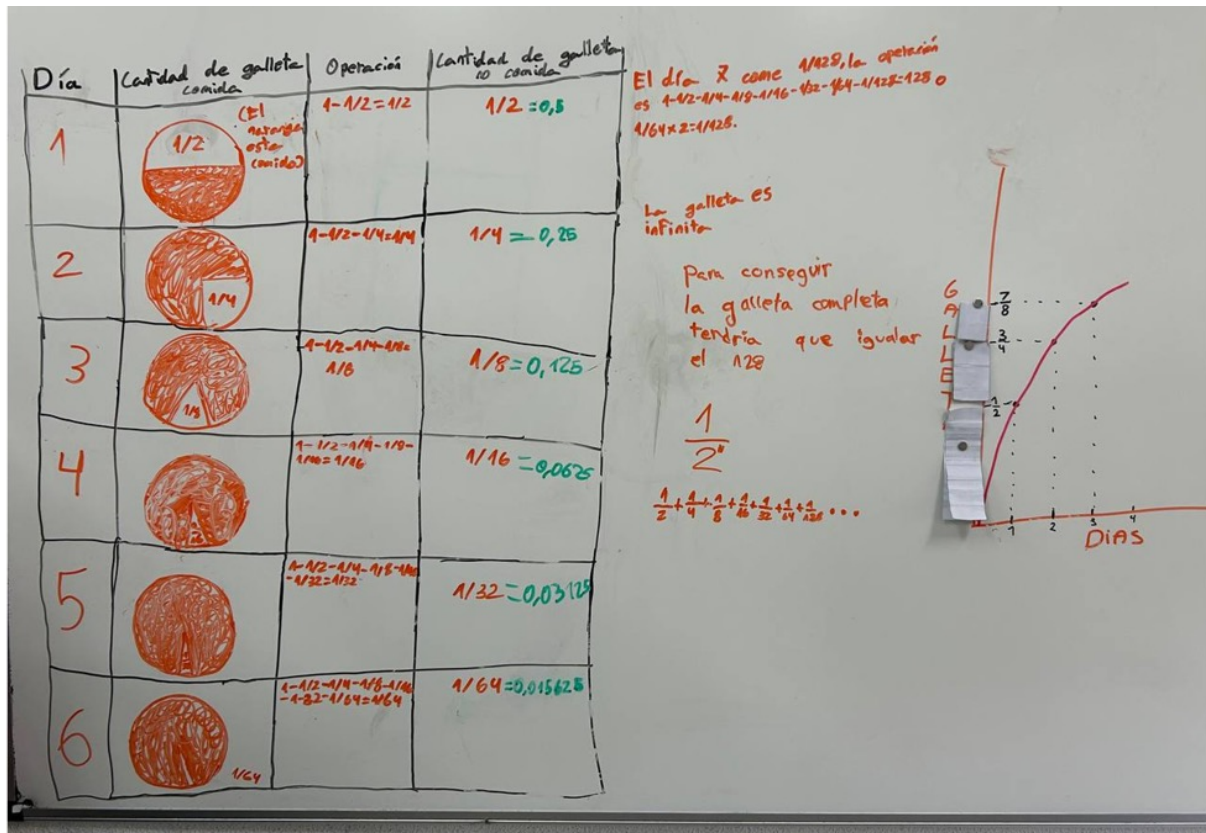 Día
Cantidad de galleta
comida
Operación
Cantidad de galleta
no comida
1
1/2
(El
naranja
esta
comido)
1-1/2=1/2
1/2 =0,5
2
1/4
1-1/2-1/4=1/4
1/4 = 0,25
3
1/8
1-1/2-1/4-1/8=
1/8
1/8=0,125
4
1-1/2-1/4-1/8-
1/16=1/16
1/16 =0,0625
5
1-1/2-1/4-1/8-1/16
-1/32=1/32
1/32=0,03125
6
1/64
1-1/2-1/4-1/8-1/16
-1-32-1/64=1/64
1/64=0,015625
El día 7 come 1/128, la operación
es 1-1/2-1/4-1/8-1/16-1/32-1/64-1/128=128 o
1/64x2=1/128.
La galleta es
infinita
Para conseguir
la galleta completa
tendría que igualar
el 128
1
2
1/2+1/4+1/8+1/16+1/32+1/64+1/128...
G
A
L
L
E
T
7/8
3/4
1/2
1 2 3 4
DíAS